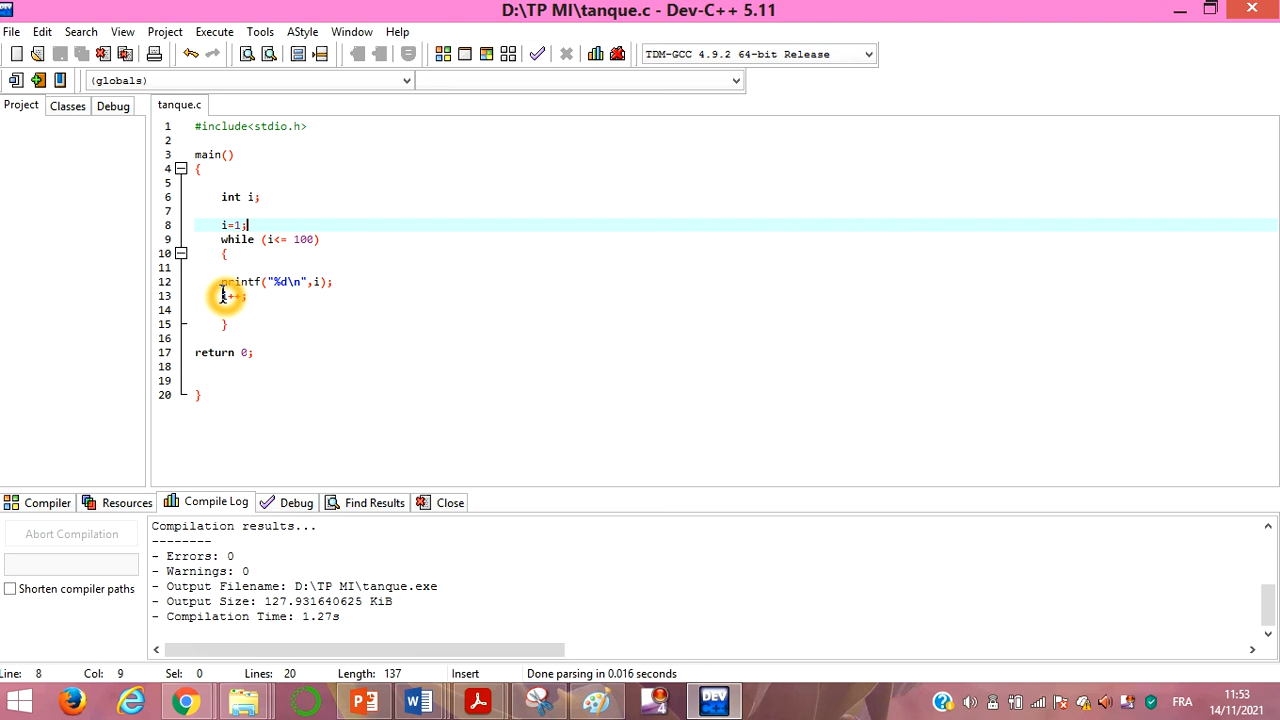 D:\TP MI\tanque.c - Dev-C++ 5.11
File Edit Search View Project Execute Tools AStyle Window Help
TDM-GCC 4.9.2 64-bit Release
(globals)
Project Classes Debug tanque.c
1 #include<stdio.h>
2
3 main()
4 {
5
6 int i;
7
8 i=1;
9 while (i<= 100)
10 {
11
12 printf("%d\n",i);
13 i++;
14
15 }
16
17 return 0;
18
19
20 }
Compiler Resources Compile Log Debug Find Results Close
Abort Compilation
Shorten compiler paths
Compilation results...
--------
- Errors: 0
- Warnings: 0
- Output Filename: D:\TP MI\tanque.exe
- Output Size: 127.931640625 KiB
- Compilation Time: 1.27s
Line: 8 Col: 9 Sel: 0 Lines: 20 Length: 137 Insert Done parsing in 0.016 seconds
DEV
4
FR
11:53
14/11/2021